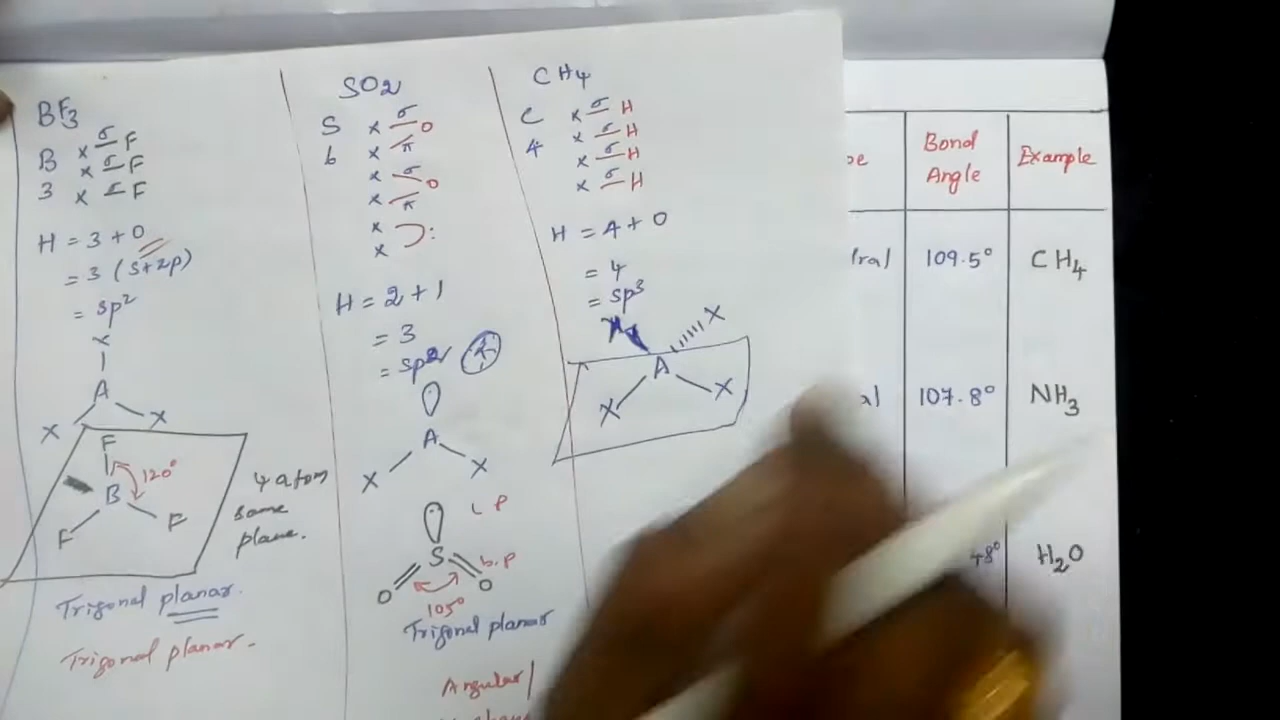 BF3
B x σ F
x σ F
3 x σ F
H = 3 + 0
= 3 (s+2p)
= sp2
x
A
X X
F
120°
B
F F
4 atom
same
plane.
Trigonal planar.
Trigonal planar.
SO2
S x σ O
6 x π
x σ O
x π
x
x :
H = 2 + 1
= 3
= sp2
A
X X
L P
S b.p
O O
105°
Trigonal planar
Angular/
CH4
C x σ H
4 x σ H
x σ H
x σ H
H = 4 + 0
= 4
= sp3
X X
A
X X
Bond
Angle
Example
109.5°
CH4
107.8°
NH3
48°
H2O